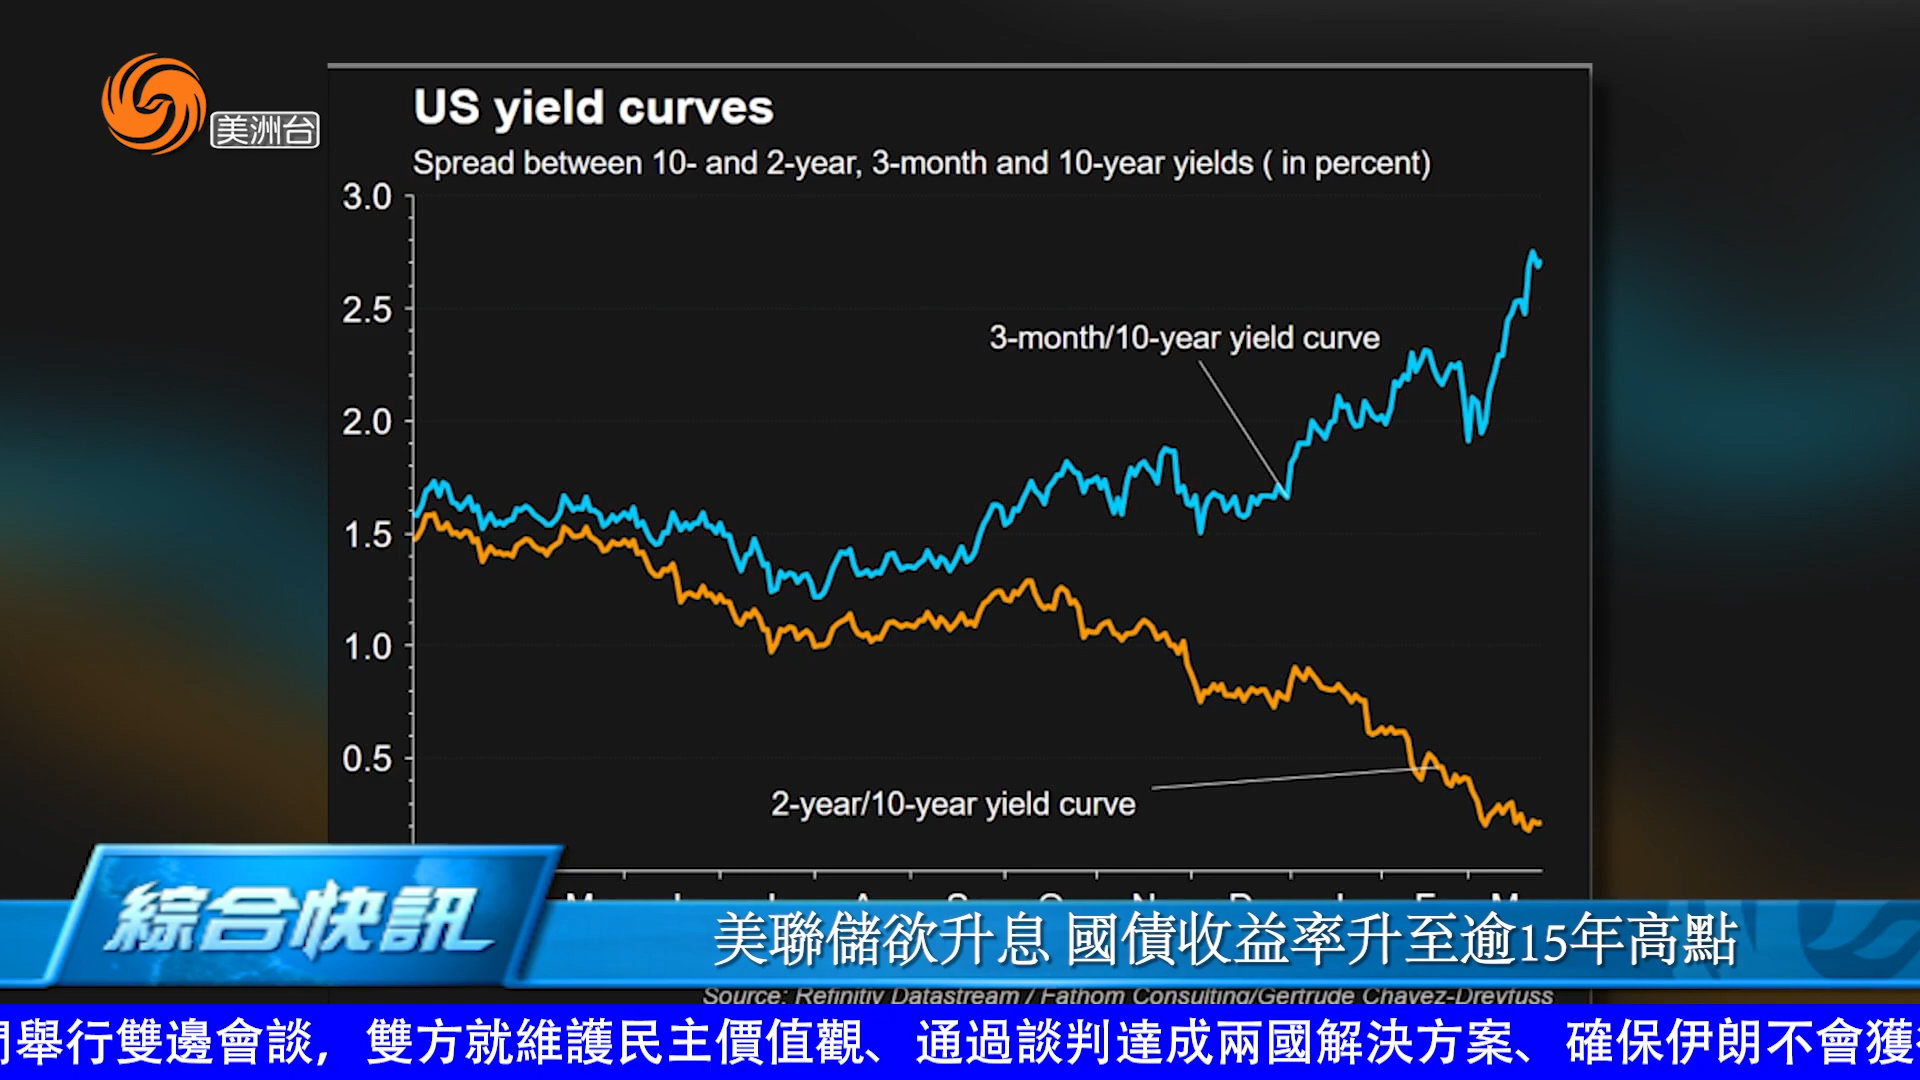 美洲台
US yield curves
Spread between 10- and 2-year, 3-month and 10-year yields ( in percent)
3.0
2.5
3-month/10-year yield curve
2.0
1.5
1.0
0.5
2-year/10-year yield curve
綜合快訊
美聯儲欲升息 國債收益率升至逾15年高點
Source: Refinitiv Datastream / Fathom Consulting/Gertrude Chavez-Dreyfuss
舉行雙邊會談，雙方就維護民主價值觀、通過談判達成兩國解決方案、確保伊朗不會獲